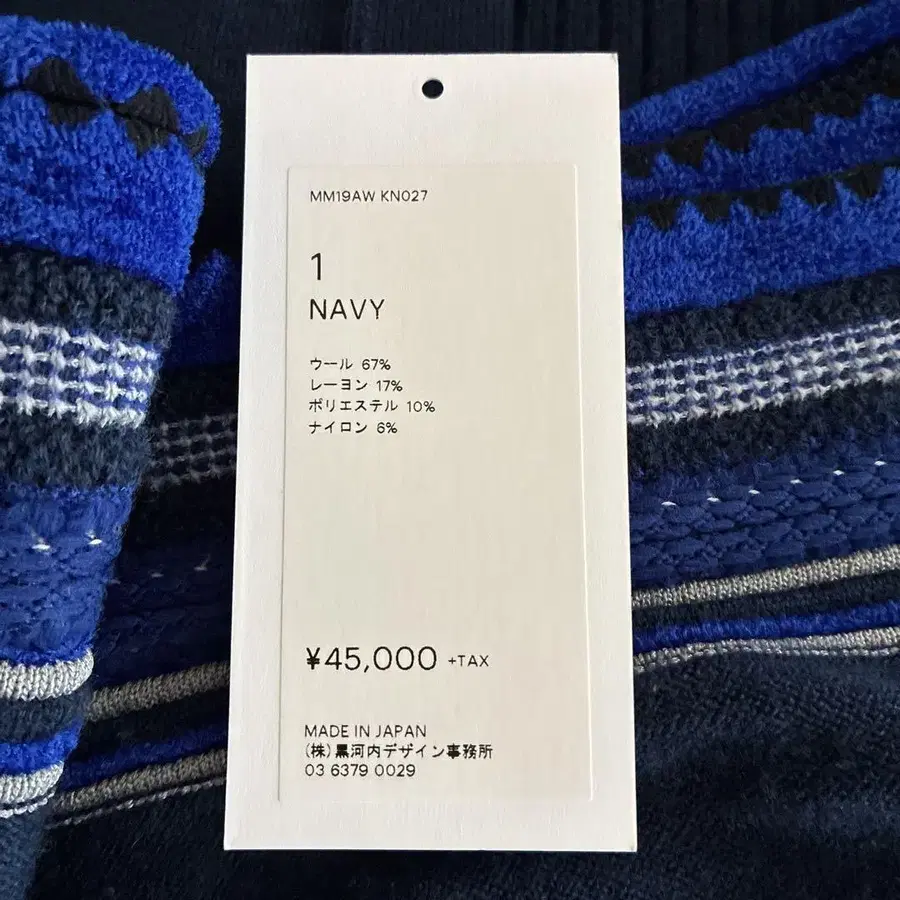 MM19AW KN027
1
NAVY
ウール 67%
レーヨン 17%
ポリエステル 10%
ナイロン 6%
¥45,000 +TAX
MADE IN JAPAN
(株)黒河内デザイン事務所
03 6379 0029